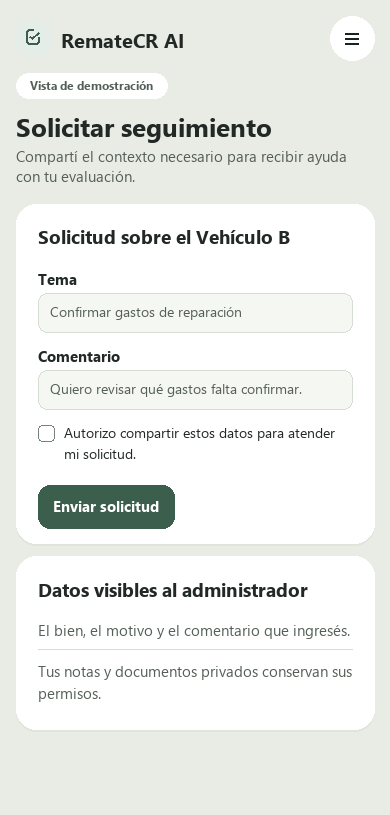 RemateCR AI
Vista de demostración
Solicitar seguimiento
Compartí el contexto necesario para recibir ayuda
con tu evaluación.
Solicitud sobre el Vehículo B
Tema
Confirmar gastos de reparación
Comentario
Quiero revisar qué gastos falta confirmar.
Autorizo compartir estos datos para atender
mi solicitud.
Enviar solicitud
Datos visibles al administrador
El bien, el motivo y el comentario que ingresés.
Tus notas y documentos privados conservan sus
permisos.